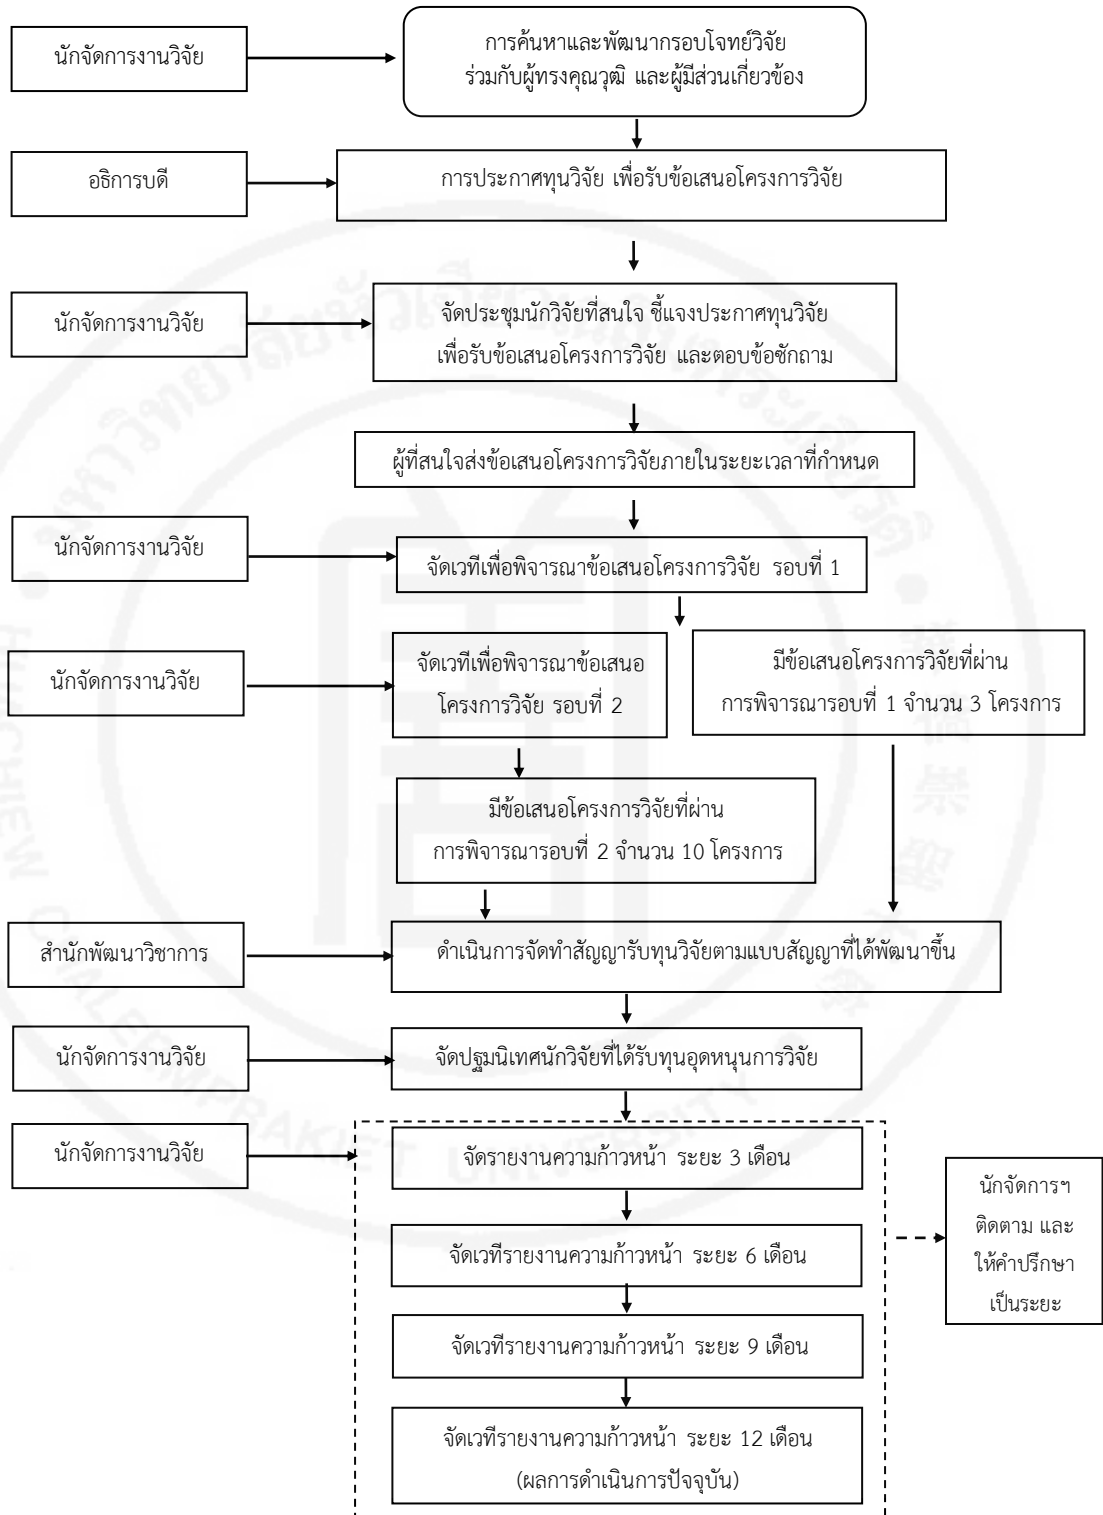 นักจัดการงานวิจัย
การค้นหาและพัฒนากรอบโจทย์วิจัย
ร่วมกับผู้ทรงคุณวุฒิ และผู้มีส่วนเกี่ยวข้อง
อธิการบดี
การประกาศทุนวิจัย เพื่อรับข้อเสนอโครงการวิจัย
นักจัดการงานวิจัย
จัดประชุมนักวิจัยที่สนใจ ชี้แจงประกาศทุนวิจัย
เพื่อรับข้อเสนอโครงการวิจัย และตอบข้อซักถาม
ผู้ที่สนใจส่งข้อเสนอโครงการวิจัยภายในระยะเวลาที่กำหนด
นักจัดการงานวิจัย
จัดเวทีเพื่อพิจารณาข้อเสนอโครงการวิจัย รอบที่ 1
นักจัดการงานวิจัย
จัดเวทีเพื่อพิจารณาข้อเสนอ
โครงการวิจัย รอบที่ 2
มีข้อเสนอโครงการวิจัยที่ผ่าน
การพิจารณารอบที่ 1 จำนวน 3 โครงการ
มีข้อเสนอโครงการวิจัยที่ผ่าน
การพิจารณารอบที่ 2 จำนวน 10 โครงการ
สำนักพัฒนาวิชาการ
ดำเนินการจัดทำสัญญารับทุนวิจัยตามแบบสัญญาที่ได้พัฒนาขึ้น
นักจัดการงานวิจัย
จัดปฐมนิเทศนักวิจัยที่ได้รับทุนอุดหนุนการวิจัย
นักจัดการงานวิจัย
จัดรายงานความก้าวหน้า ระยะ 3 เดือน
จัดเวทีรายงานความก้าวหน้า ระยะ 6 เดือน
จัดเวทีรายงานความก้าวหน้า ระยะ 9 เดือน
จัดเวทีรายงานความก้าวหน้า ระยะ 12 เดือน
(ผลการดำเนินการปัจจุบัน)
นักจัดการฯ
ติดตาม และ
ให้คำปรึกษา
เป็นระยะ
มหาวิทยาลัยหัวเฉียวเฉลิมพระเกียรติ
HUACHIEW CHALERMPRAKIET UNIVERSITY